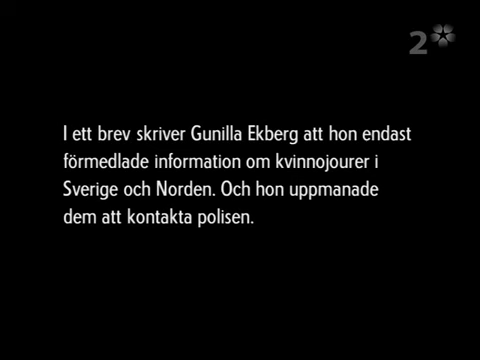 2
I ett brev skriver Gunilla Ekberg att hon endast
förmedlade information om kvinnojourer i
Sverige och Norden. Och hon uppmanade
dem att kontakta polisen.